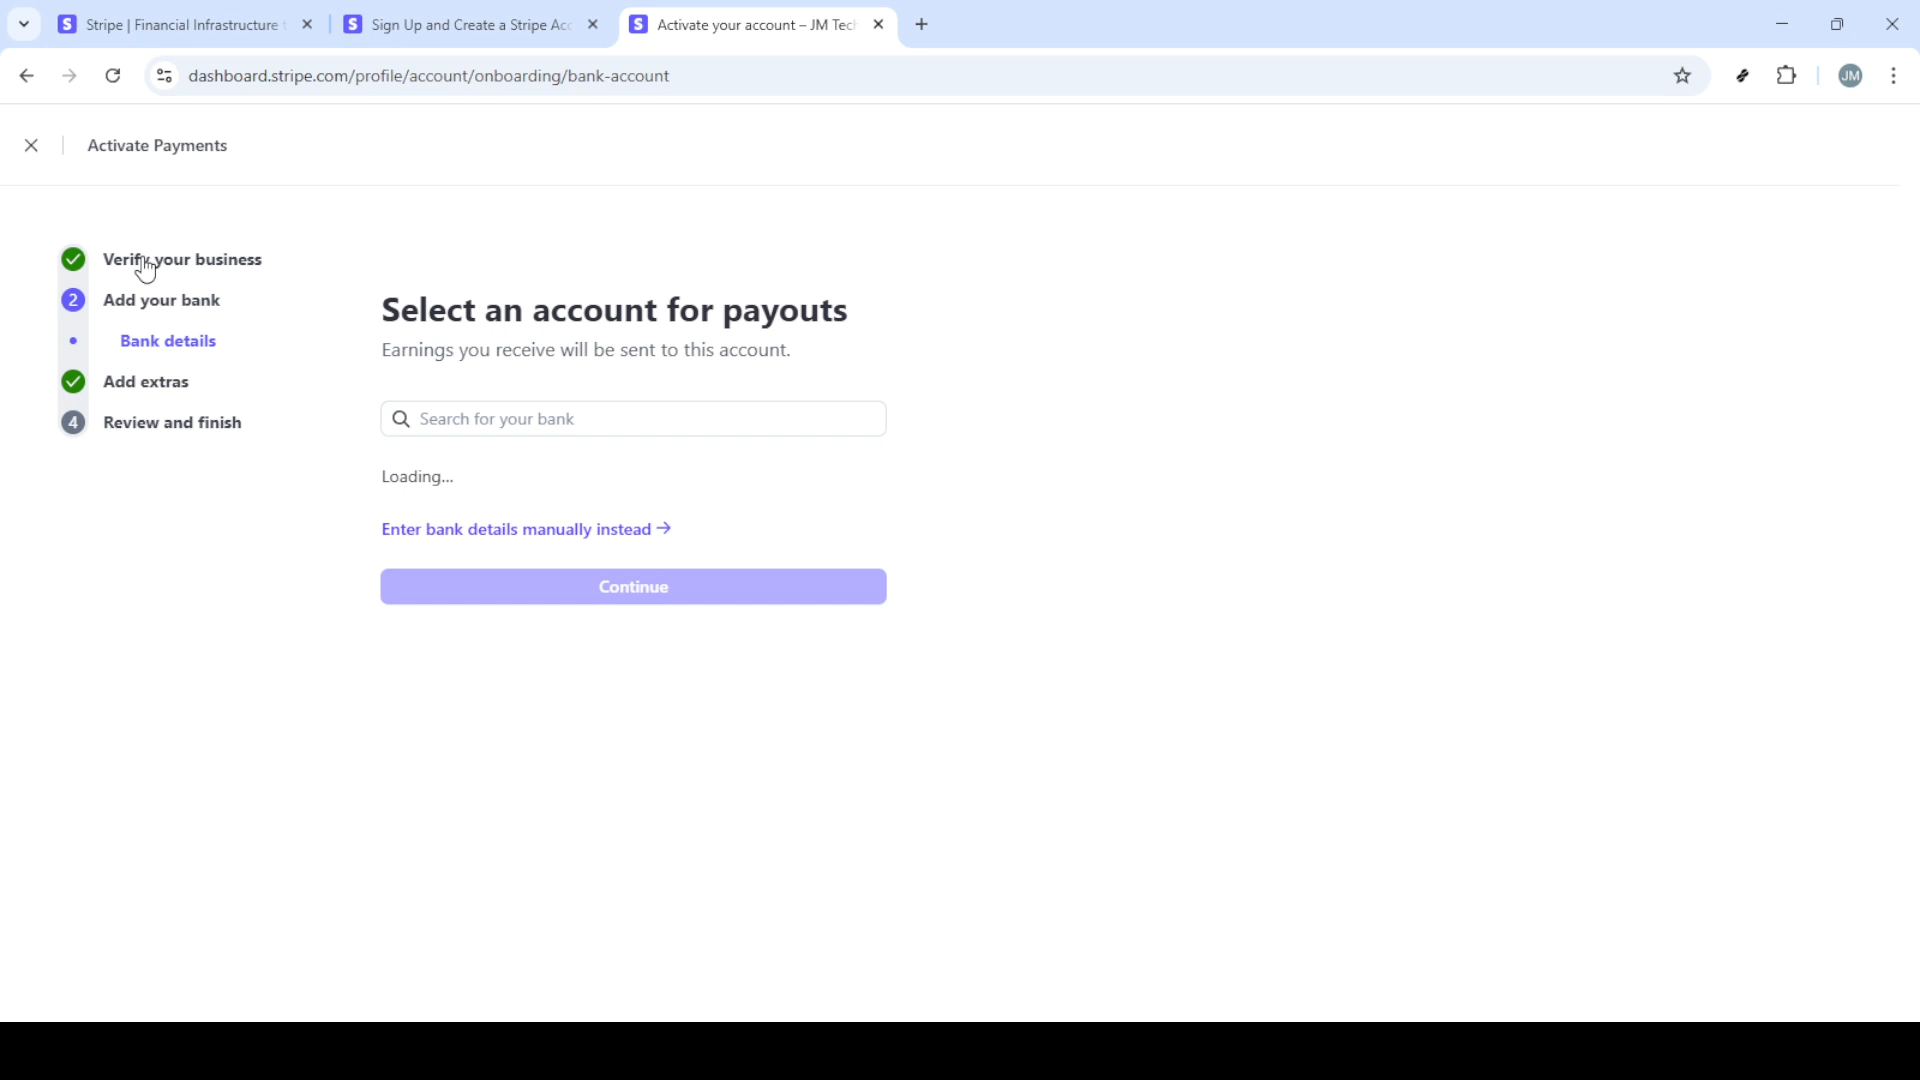 Stripe | Financial Infrastructure t
Sign Up and Create a Stripe Acc
Activate your account – JM Tech
dashboard.stripe.com/profile/account/onboarding/bank-account
JM
Activate Payments
Verify your business
2 Add your bank
Bank details
Add extras
4 Review and finish
Select an account for payouts
Earnings you receive will be sent to this account.
Search for your bank
Loading...
Enter bank details manually instead →
Continue